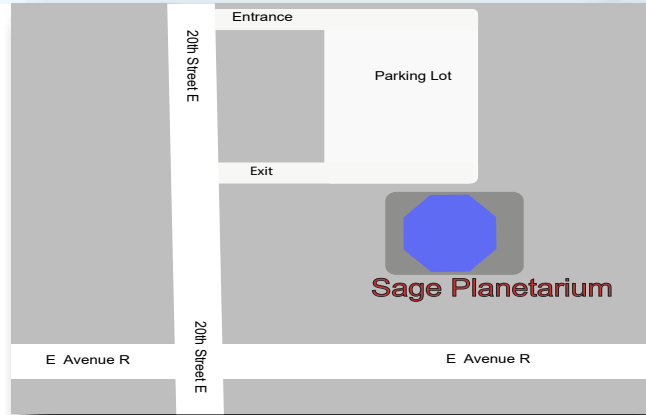 Entrance
20th Street E
Parking Lot
Exit
Sage Planetarium
20th Street E
E Avenue R
E Avenue R